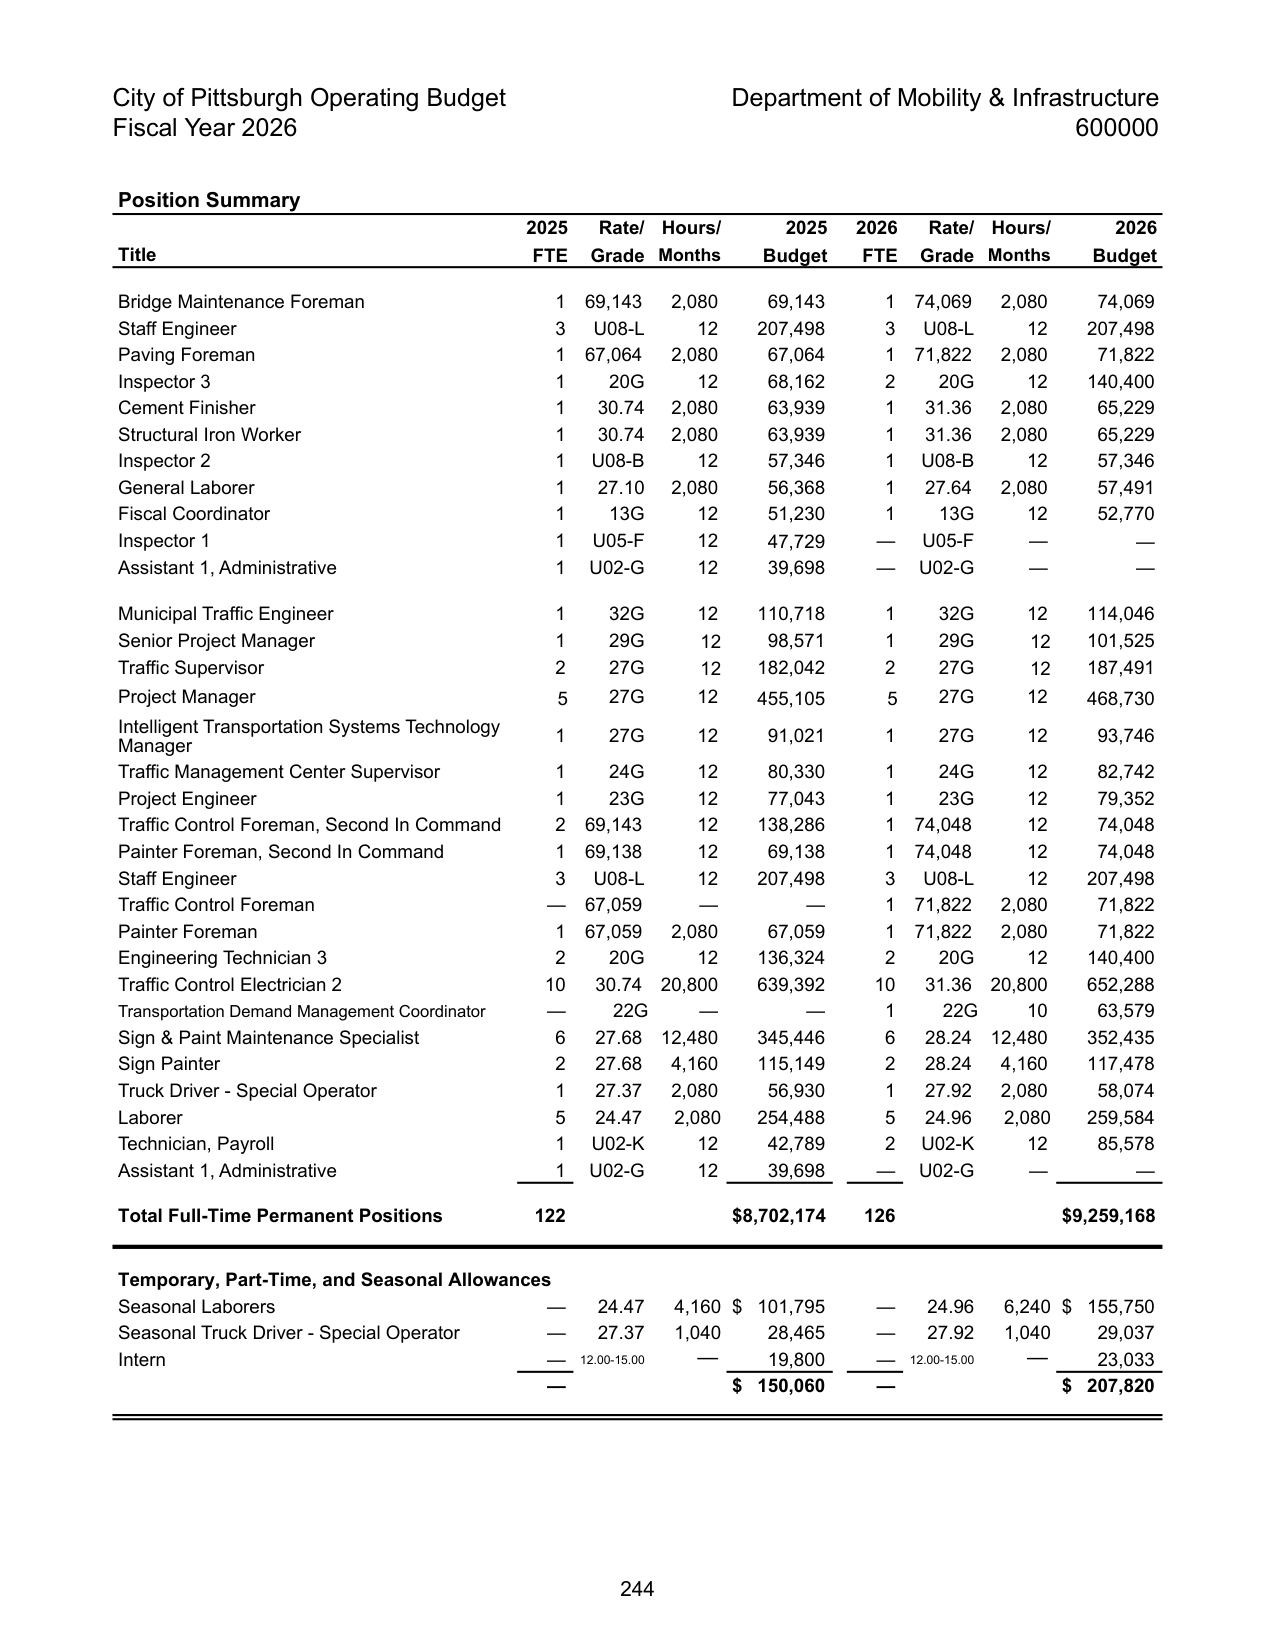 City of Pittsburgh Operating Budget Department of Mobility & Infrastructure
Fiscal Year 2026 600000
Position Summary
2025 Rate/ Hours/ 2025 2026 Rate/ Hours/ 2026
Title FTE Grade Months Budget FTE Grade Months Budget
Bridge Maintenance Foreman 1 69,143 2,080 69,143 1 74,069 2,080 74,069
Staff Engineer 3 U08-L 12 207,498 3 U08-L 12 207,498
Paving Foreman 1 67,064 2,080 67,064 1 71,822 2,080 71,822
Inspector 3 1 20G 12 68,162 2 20G 12 140,400
Cement Finisher 1 30.74 2,080 63,939 1 31.36 2,080 65,229
Structural Iron Worker 1 30.74 2,080 63,939 1 31.36 2,080 65,229
Inspector 2 1 U08-B 12 57,346 1 U08-B 12 57,346
General Laborer 1 27.10 2,080 56,368 1 27.64 2,080 57,491
Fiscal Coordinator 1 13G 12 51,230 1 13G 12 52,770
Inspector 1 1 U05-F 12 47,729 — U05-F — —
Assistant 1, Administrative 1 U02-G 12 39,698 — U02-G — —
Municipal Traffic Engineer 1 32G 12 110,718 1 32G 12 114,046
Senior Project Manager 1 29G 12 98,571 1 29G 12 101,525
Traffic Supervisor 2 27G 12 182,042 2 27G 12 187,491
Project Manager 5 27G 12 455,105 5 27G 12 468,730
Intelligent Transportation Systems Technology
Manager 1 27G 12 91,021 1 27G 12 93,746
Traffic Management Center Supervisor 1 24G 12 80,330 1 24G 12 82,742
Project Engineer 1 23G 12 77,043 1 23G 12 79,352
Traffic Control Foreman, Second In Command 2 69,143 12 138,286 1 74,048 12 74,048
Painter Foreman, Second In Command 1 69,138 12 69,138 1 74,048 12 74,048
Staff Engineer 3 U08-L 12 207,498 3 U08-L 12 207,498
Traffic Control Foreman — 67,059 — — 1 71,822 2,080 71,822
Painter Foreman 1 67,059 2,080 67,059 1 71,822 2,080 71,822
Engineering Technician 3 2 20G 12 136,324 2 20G 12 140,400
Traffic Control Electrician 2 10 30.74 20,800 639,392 10 31.36 20,800 652,288
Transportation Demand Management Coordinator — 22G — — 1 22G 10 63,579
Sign & Paint Maintenance Specialist 6 27.68 12,480 345,446 6 28.24 12,480 352,435
Sign Painter 2 27.68 4,160 115,149 2 28.24 4,160 117,478
Truck Driver - Special Operator 1 27.37 2,080 56,930 1 27.92 2,080 58,074
Laborer 5 24.47 2,080 254,488 5 24.96 2,080 259,584
Technician, Payroll 1 U02-K 12 42,789 2 U02-K 12 85,578
Assistant 1, Administrative 1 U02-G 12 39,698 — U02-G — —
Total Full-Time Permanent Positions 122 $8,702,174 126 $9,259,168
Temporary, Part-Time, and Seasonal Allowances
Seasonal Laborers — 24.47 4,160 $ 101,795 — 24.96 6,240 $ 155,750
Seasonal Truck Driver - Special Operator — 27.37 1,040 28,465 — 27.92 1,040 29,037
Intern — 12.00-15.00 — 19,800 — 12.00-15.00 — 23,033
— $ 150,060 — $ 207,820
244